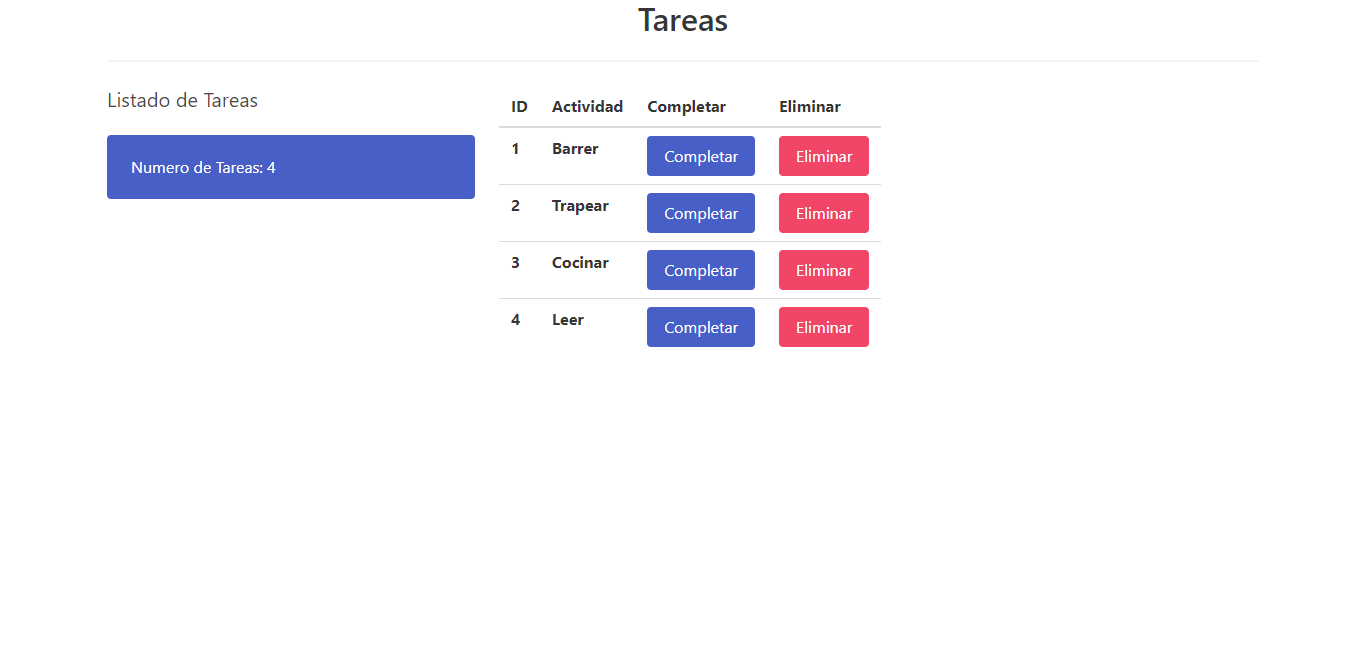 Tareas
Listado de Tareas
Numero de Tareas: 4
ID Actividad Completar Eliminar
1 Barrer Completar Eliminar
2 Trapear Completar Eliminar
3 Cocinar Completar Eliminar
4 Leer Completar Eliminar